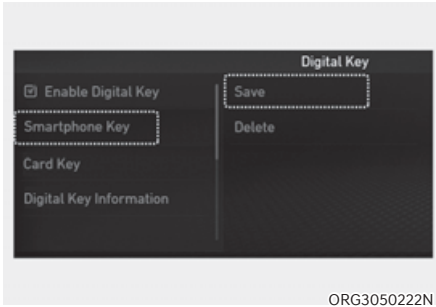 Digital Key
Enable Digital Key
Save
Smartphone Key
Delete
Card Key
Digital Key Information
ORG3050222N